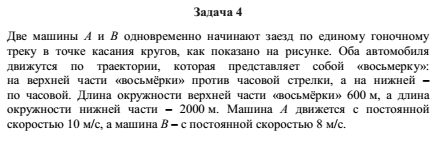 Задача 4
Две машины A и B одновременно начинают заезд по единому гоночному
треку в точке касания кругов, как показано на рисунке. Оба автомобиля
движутся по траектории, которая представляет собой «восьмерку»:
на верхней части «восьмёрки» против часовой стрелки, а на нижней –
по часовой. Длина окружности верхней части «восьмёрки» 600 м, а длина
окружности нижней части – 2000 м. Машина A движется с постоянной
скоростью 10 м/с, а машина B – с постоянной скоростью 8 м/с.